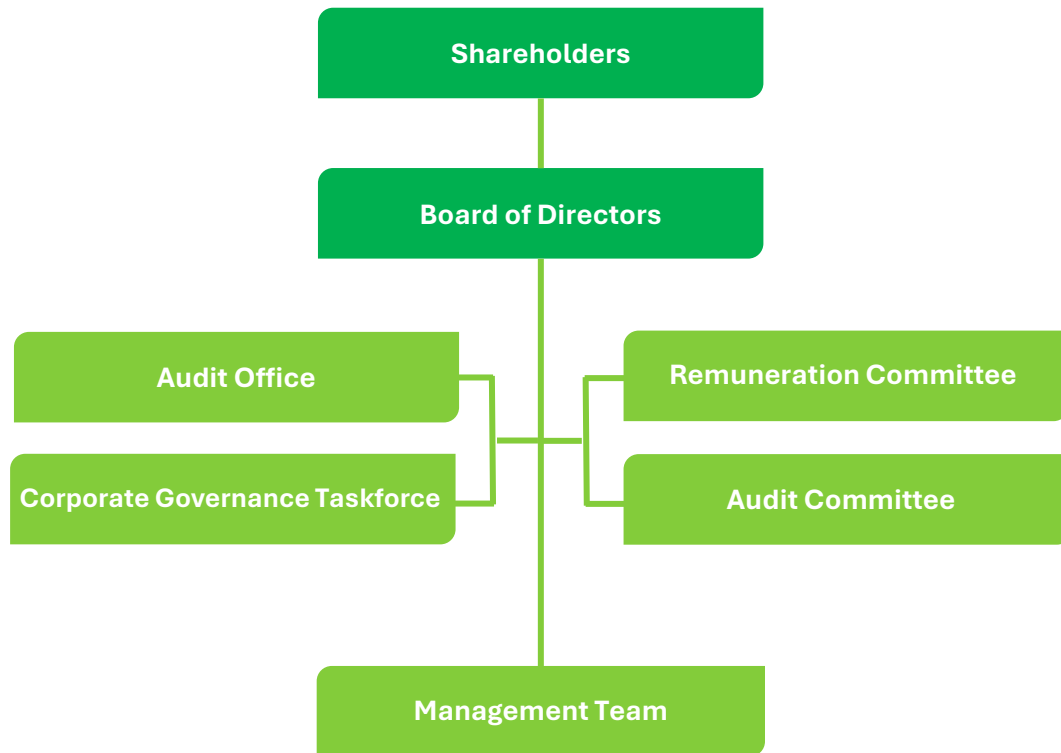 Shareholders
Board of Directors
Audit Office
Remuneration Committee
Corporate Governance Taskforce
Audit Committee
Management Team